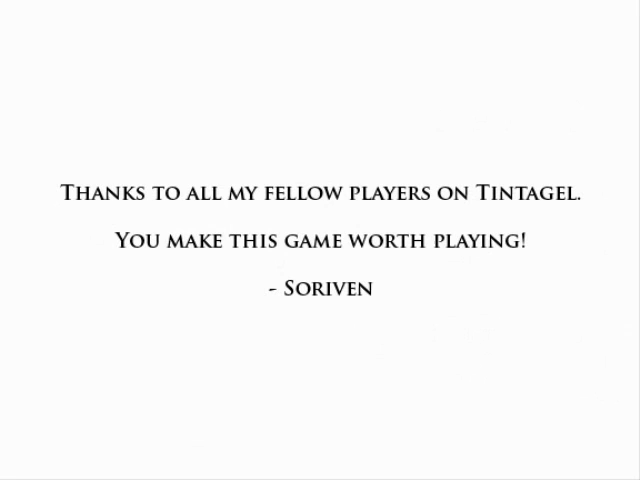 Thanks to all my fellow players on Tintagel.
You make this game worth playing!
- Soriven